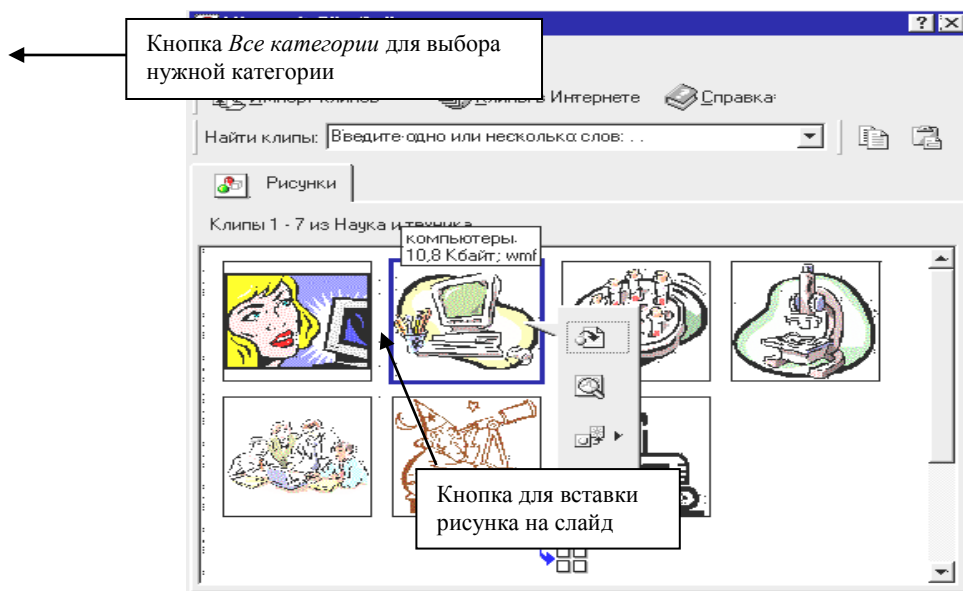 Кнопка Все категории для выбора
нужной категории
Интернете Справка
Найти клипы: Введите одно или несколько слов: . . .
Рисунки
Клипы 1 - 7 из Наука и техника
компьютеры.
10,8 Кбайт; wmf
Кнопка для вставки
рисунка на слайд